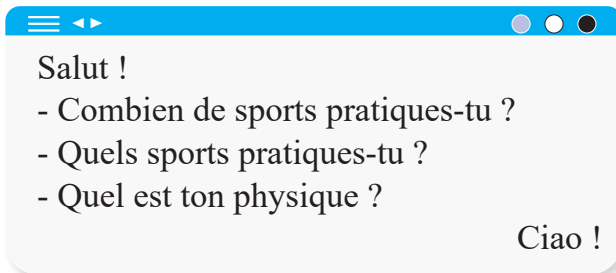 Salut !
- Combien de sports pratiques-tu ?
- Quels sports pratiques-tu ?
- Quel est ton physique ?
Ciao !